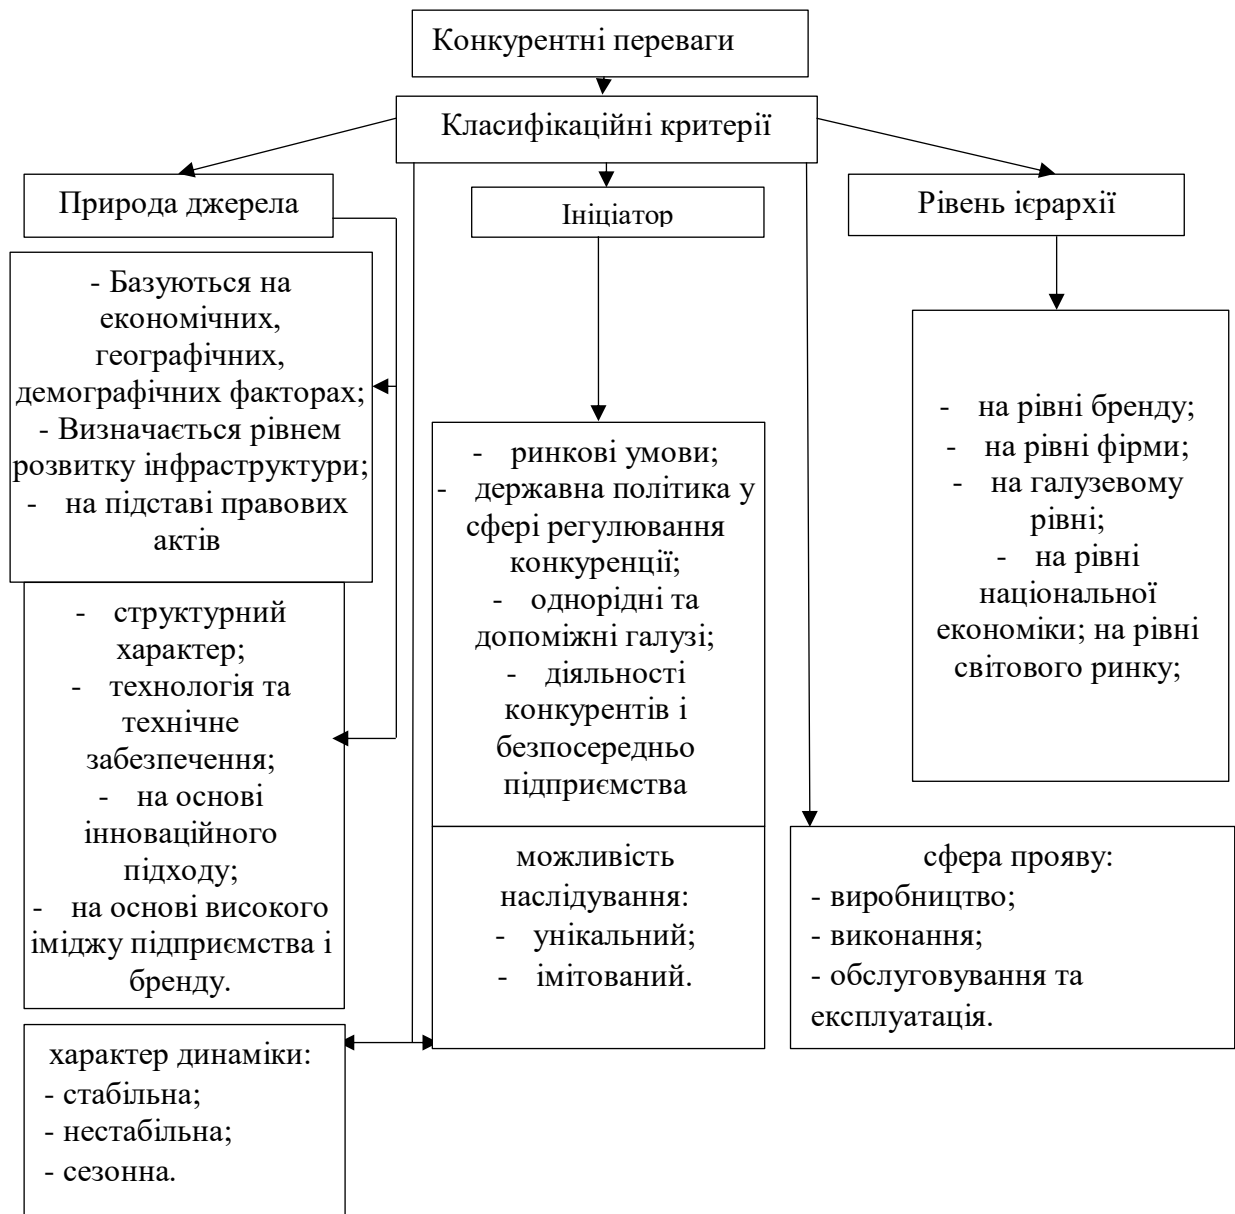 Конкурентні переваги
Класифікаційні критерії
Природа джерела
Ініціатор
Рівень ієрархії
- Базуються на
економічних,
географічних,
демографічних факторах;
- Визначається рівнем
розвитку інфраструктури;
- на підставі правових
актів
- структурний
характер;
- технологія та
технічне
забезпечення;
- на основі
інноваційного
підходу;
- на основі високого
іміджу підприємства і
бренду.
характер динаміки:
- стабільна;
- нестабільна;
- сезонна.
- ринкові умови;
- державна політика у
сфері регулювання
конкуренції;
- однорідні та
допоміжні галузі;
- діяльності
конкурентів і
безпосередньо
підприємства
можливість
наслідування:
- унікальний;
- імітований.
- на рівні бренду;
- на рівні фірми;
- на галузевому
рівні;
- на рівні
національної
економіки; на рівні
світового ринку;
сфера прояву:
- виробництво;
- виконання;
- обслуговування та
експлуатація.